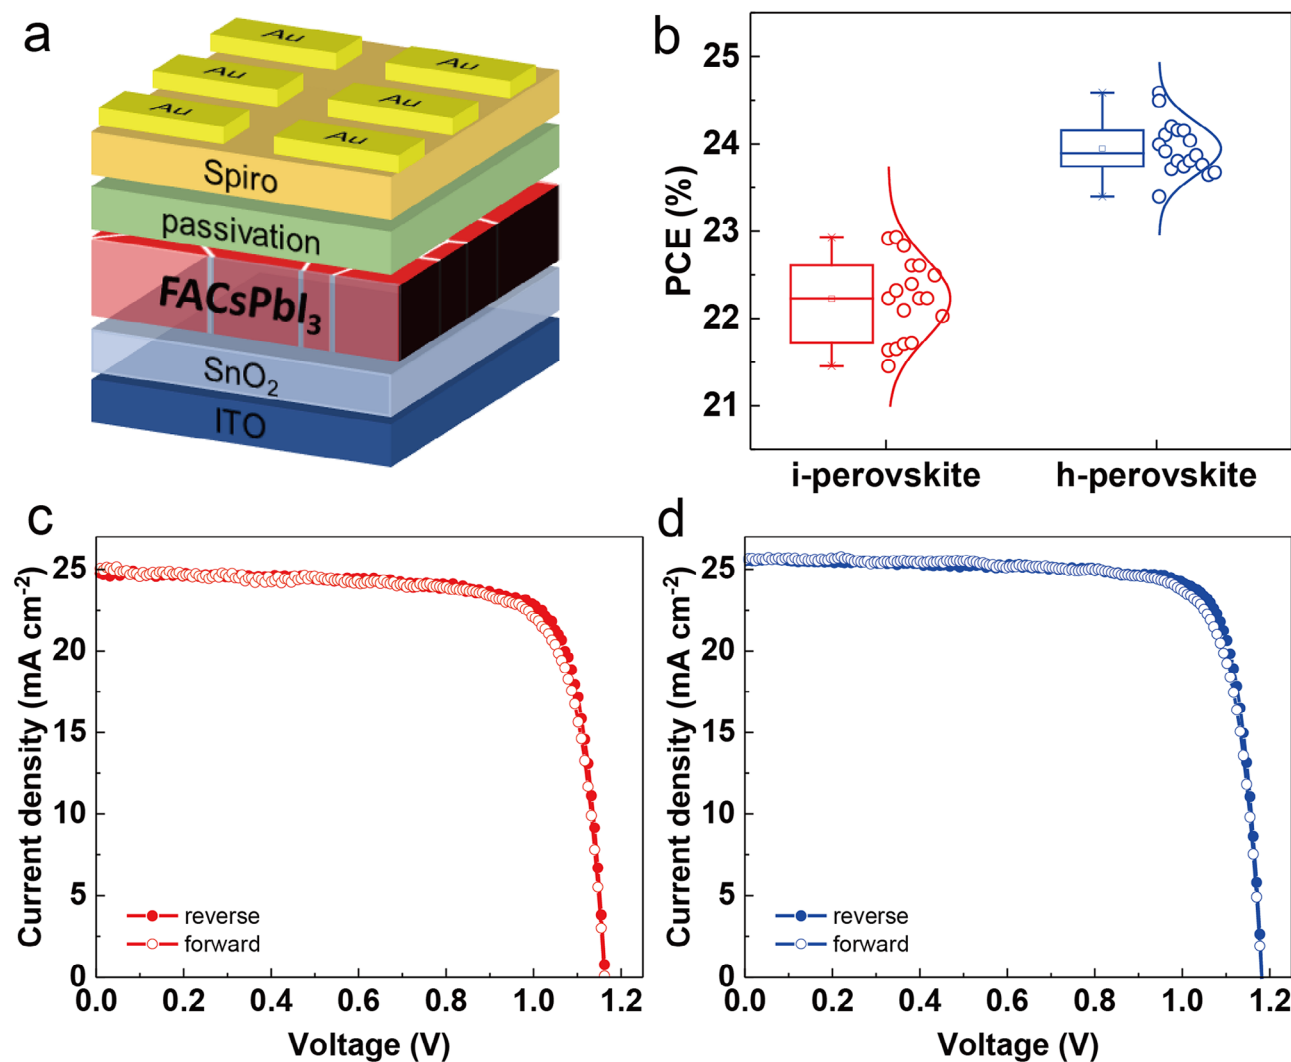 a
Au
Au
Au
Au
Au
Au
Spiro
passivation
FACsPbI₃
SnO₂
ITO
b
PCE (%)
25
24
23
22
21
i-perovskite
h-perovskite
c
Current density (mA cm⁻²)
25
20
15
10
5
0
reverse
forward
0.0 0.2 0.4 0.6 0.8 1.0 1.2
Voltage (V)
d
Current density (mA cm⁻²)
25
20
15
10
5
0
reverse
forward
0.0 0.2 0.4 0.6 0.8 1.0 1.2
Voltage (V)